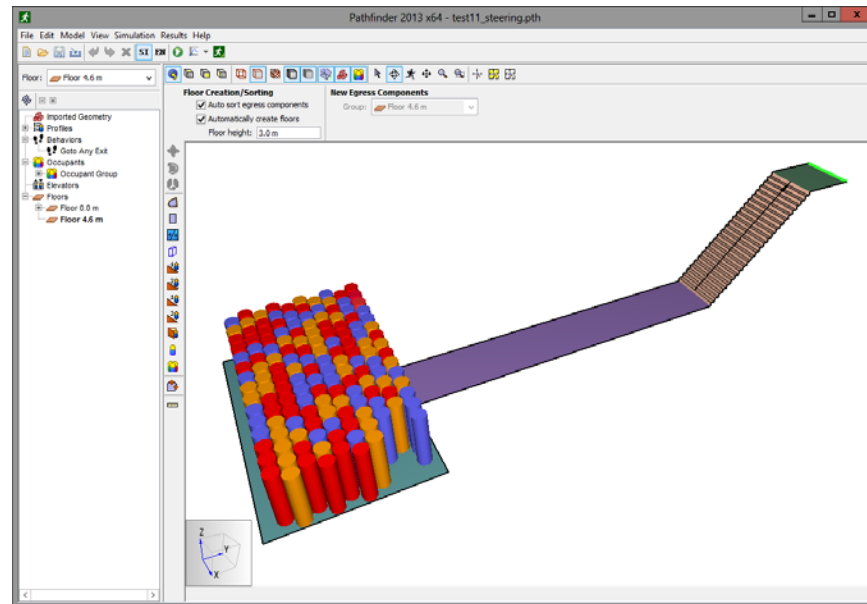 Pathfinder 2013 x64 - test11_steering.pth
File Edit Model View Simulation Results Help
SI EN
Floor: Floor 4.6 m
Floor Creation/Sorting
Auto sort egress components
Automatically create floors
Floor height: 3.0 m
New Egress Components
Group: Floor 4.6 m
Imported Geometry
Profiles
Behaviors
Goto Any Exit
Occupants
Occupant Group
Elevators
Floors
Floor 0.0 m
Floor 4.6 m
Z
Y
X